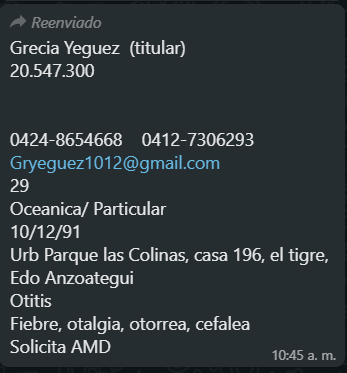 Reenviado
Grecia Yeguez (titular)
20.547.300
0424-8654668 0412-7306293
Gryeguez1012@gmail.com
29
Oceanica/ Particular
10/12/91
Urb Parque las Colinas, casa 196, el tigre,
Edo Anzoategui
Otitis
Fiebre, otalgia, otorrea, cefalea
Solicita AMD
10:45 a. m.